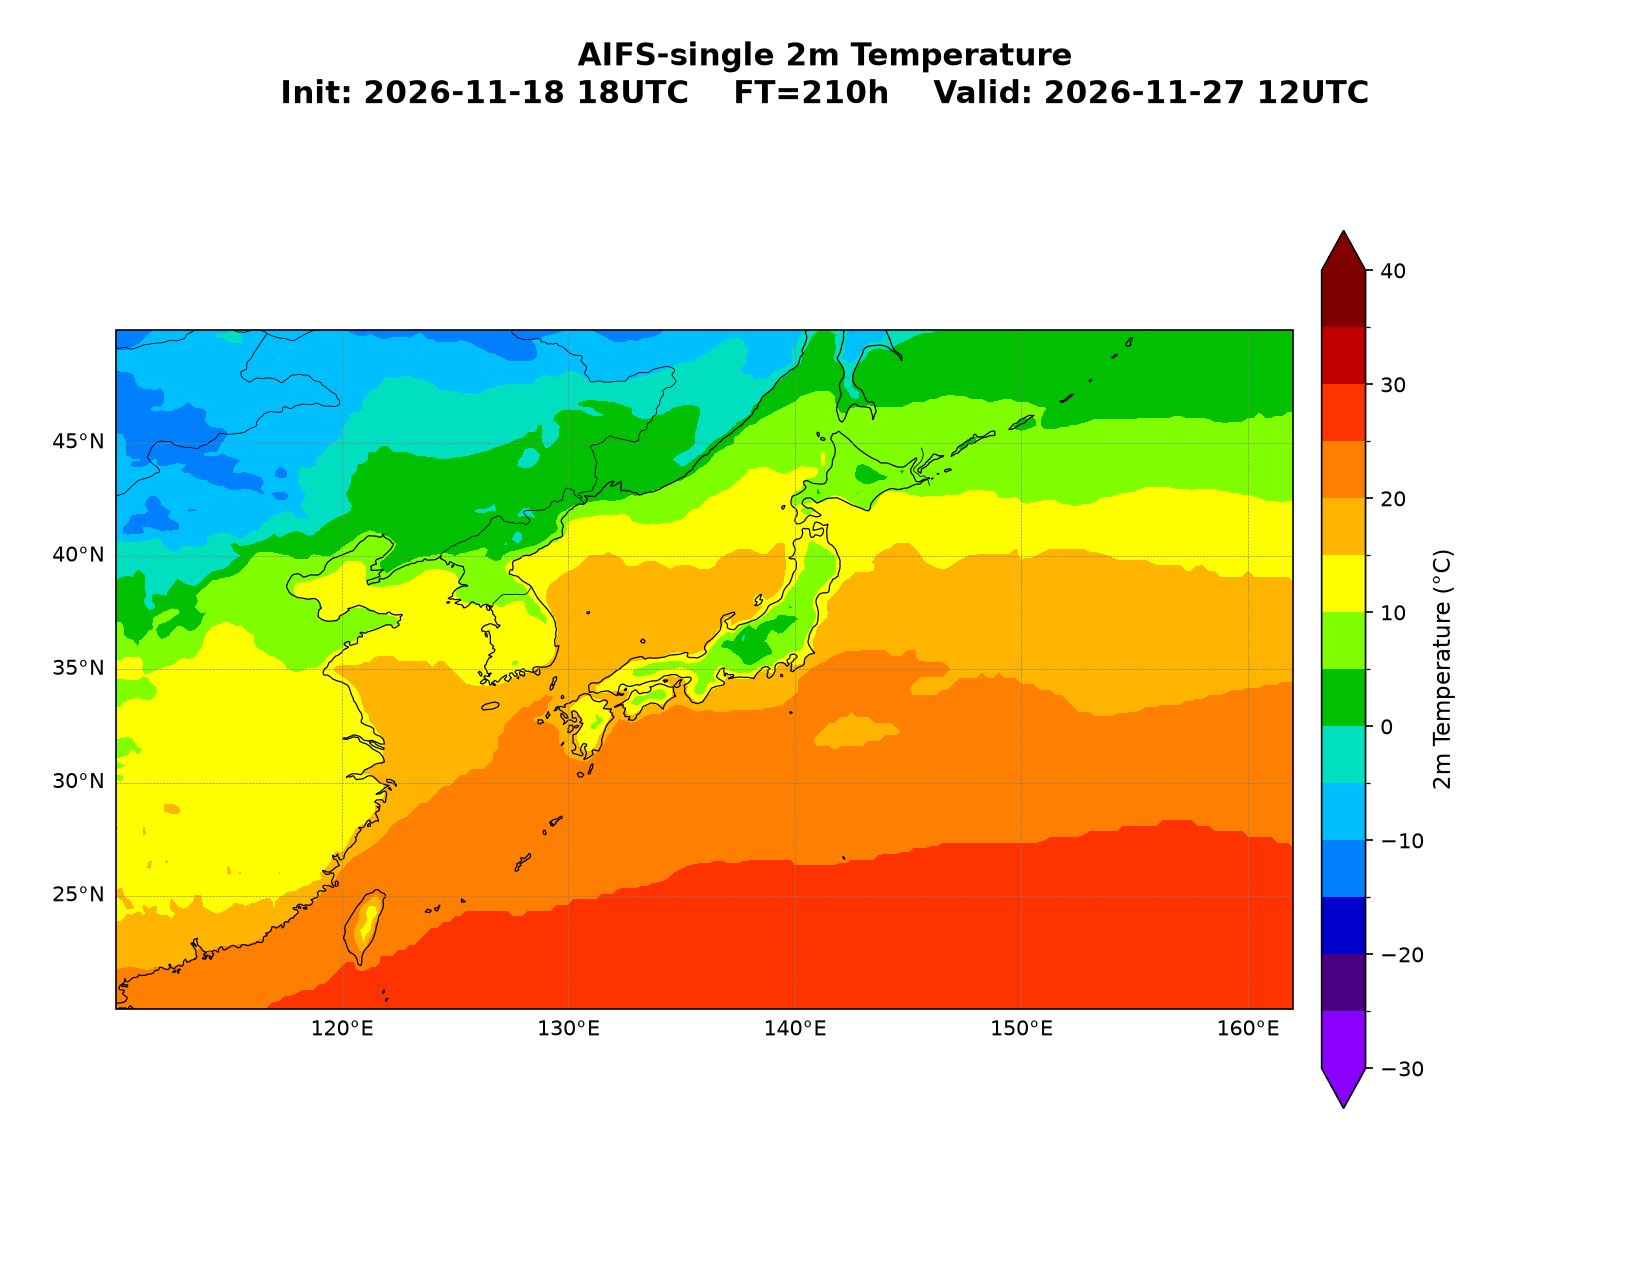 AIFS-single 2m Temperature
Init: 2026-11-18 18UTC    FT=210h    Valid: 2026-11-27 12UTC
45°N
40°N
35°N
30°N
25°N
120°E
130°E
140°E
150°E
160°E
40
30
20
10
0
−10
−20
−30
2m Temperature (°C)